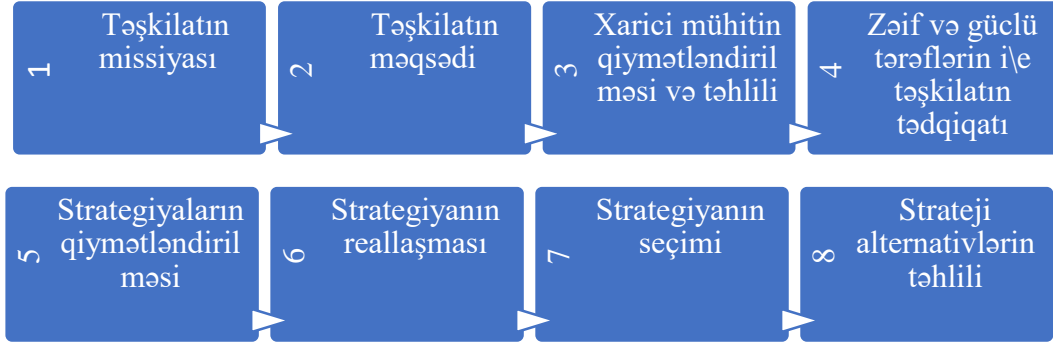 1
Təşkilatın
missiyası
2
Təşkilatın
məqsədi
3
Xarici mühitin
qiymətləndiril
məsi və təhlili
4
Zəif və güclü
tərəflərin i\e
təşkilatın
tədqiqatı
5
Strategiyaların
qiymətləndiril
məsi
6
Strategiyanın
reallaşması
7
Strategiyanın
seçimi
8
Strateji
alternativlərin
təhlili